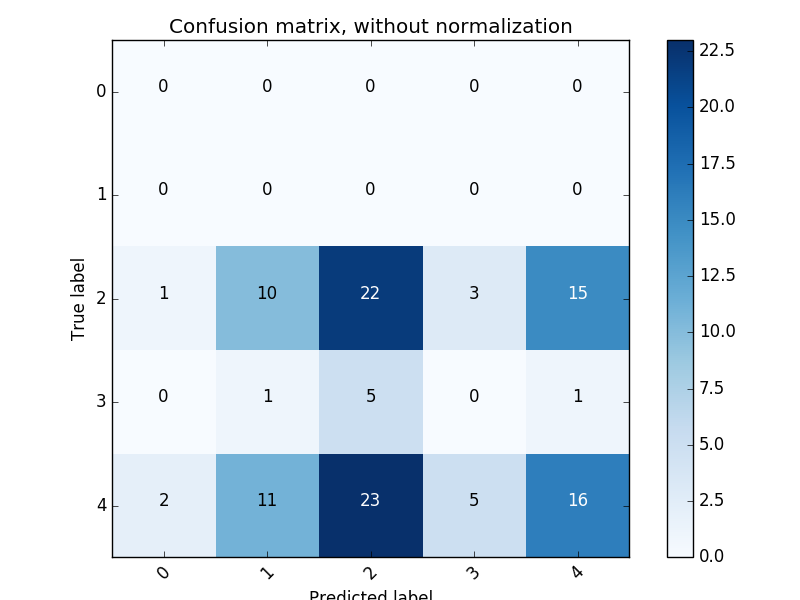 Confusion matrix, without normalization
0 0 0 0 0 0
1 0 0 0 0 0
2 1 10 22 3 15
3 0 1 5 0 1
4 2 11 23 5 16
0 1 2 3 4
True label
Predicted label
22.5
20.0
17.5
15.0
12.5
10.0
7.5
5.0
2.5
0.0